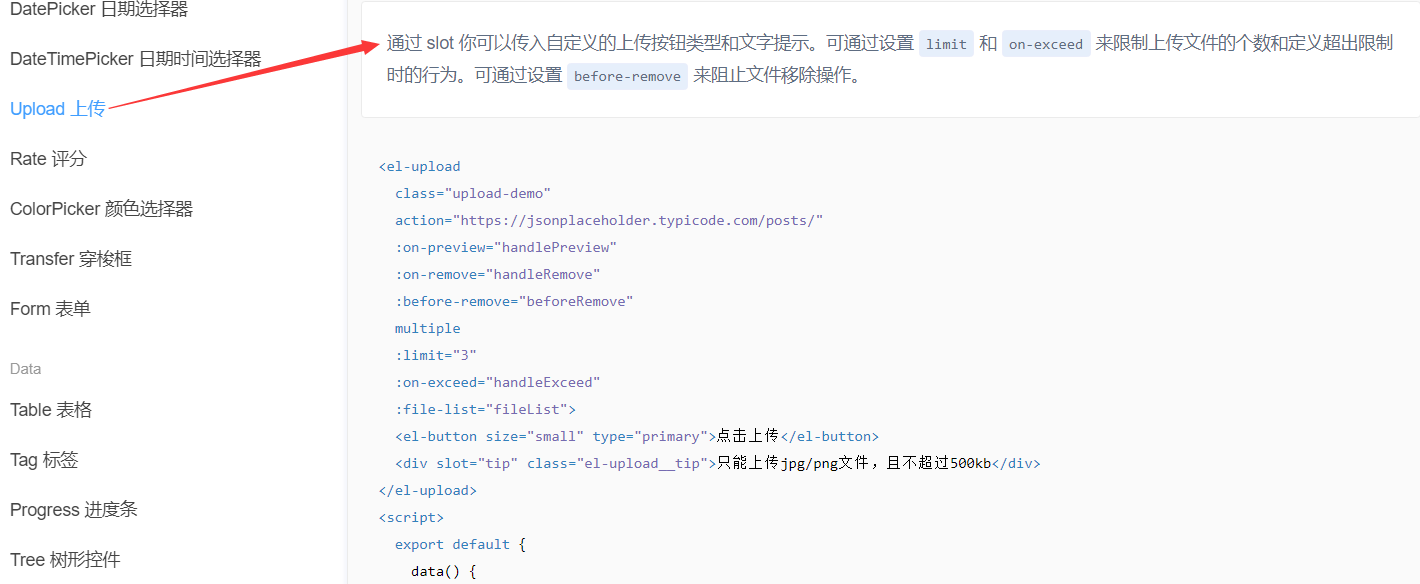 DatePicker 日期选择器
DateTimePicker 日期时间选择器
Upload 上传
Rate 评分
ColorPicker 颜色选择器
Transfer 穿梭框
Form 表单
Data
Table 表格
Tag 标签
Progress 进度条
Tree 树形控件
通过 slot 你可以传入自定义的上传按钮类型和文字提示。可通过设置 limit 和 on-exceed 来限制上传文件的个数和定义超出限制
时的行为。可通过设置 before-remove 来阻止文件移除操作。
<el-upload
class="upload-demo"
action="https://jsonplaceholder.typicode.com/posts/"
:on-preview="handlePreview"
:on-remove="handleRemove"
:before-remove="beforeRemove"
multiple
:limit="3"
:on-exceed="handleExceed"
:file-list="fileList">
<el-button size="small" type="primary">点击上传</el-button>
<div slot="tip" class="el-upload__tip">只能上传jpg/png文件，且不超过500kb</div>
</el-upload>
<script>
export default {
data() {